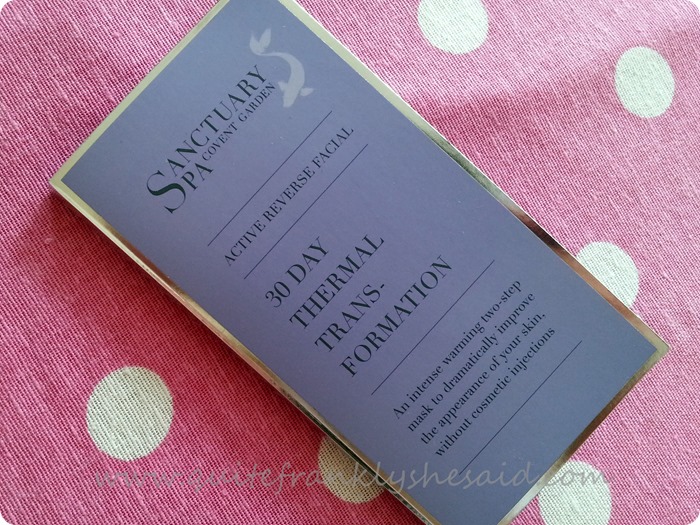 SANCTUARY
SPA COVENT GARDEN
ACTIVE REVERSE FACIAL
30 DAY
THERMAL
TRANS-
FORMATION
An intense warming two-step
mask to dramatically improve
the appearance of your skin.
without cosmetic injections
www.quitefranklyshesaid.com